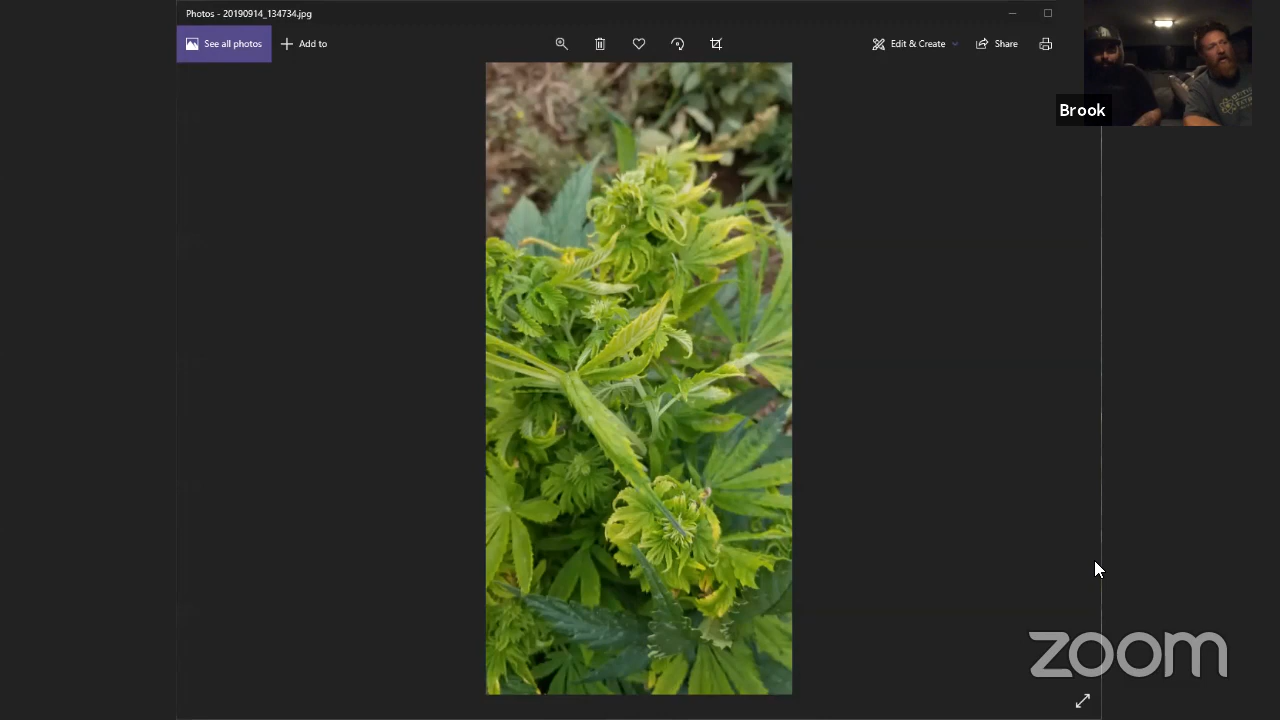 Photos - 20190914_134734.jpg
See all photos
Add to
Edit & Create
Share
Brook
zoom